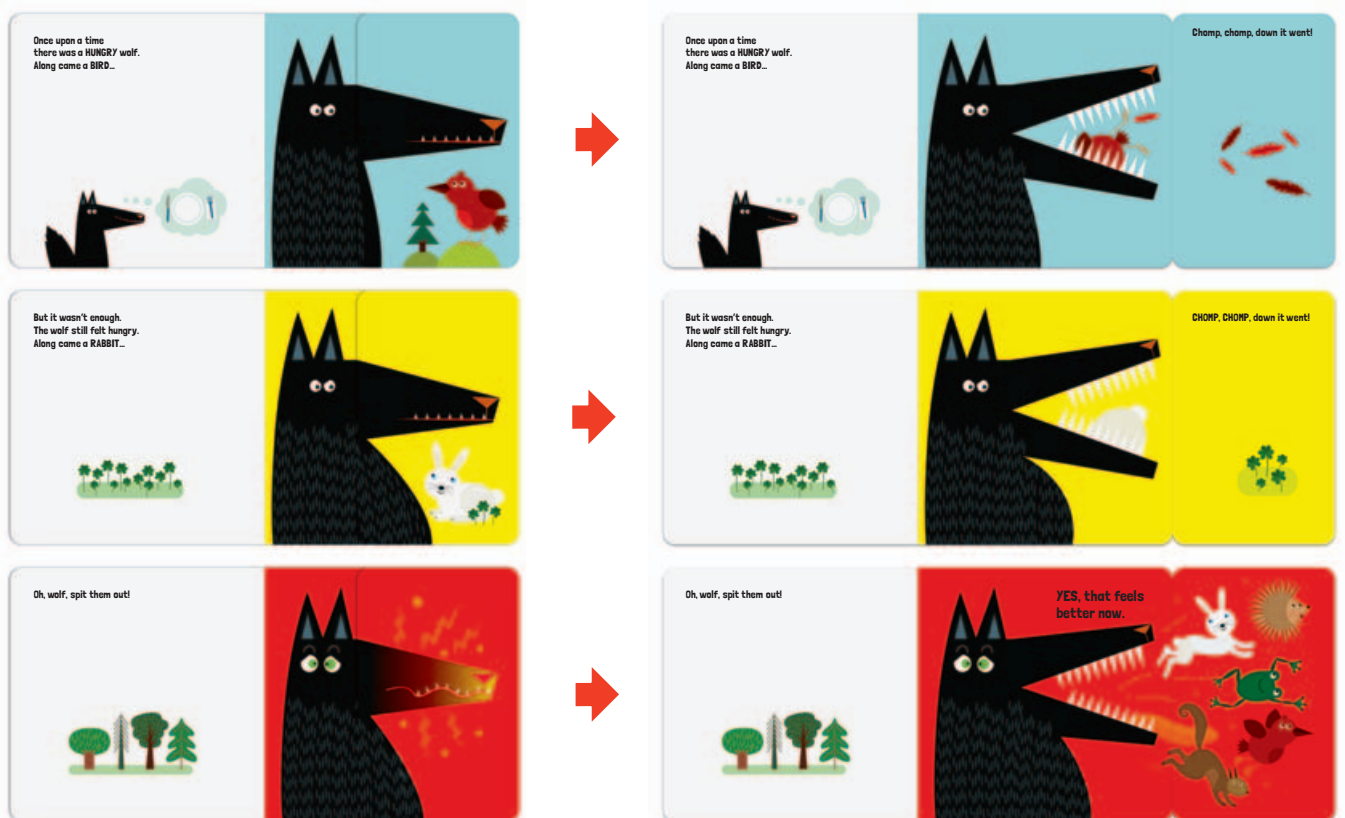 Once upon a time
there was a HUNGRY wolf.
Along came a BIRD...
Once upon a time
there was a HUNGRY wolf.
Along came a BIRD...
Chomp, chomp, down it went!
But it wasn't enough.
The wolf still felt hungry.
Along came a RABBIT...
But it wasn't enough.
The wolf still felt hungry.
Along came a RABBIT...
CHOMP, CHOMP, down it went!
Oh, wolf, spit them out!
Oh, wolf, spit them out!
YES, that feels
better now.